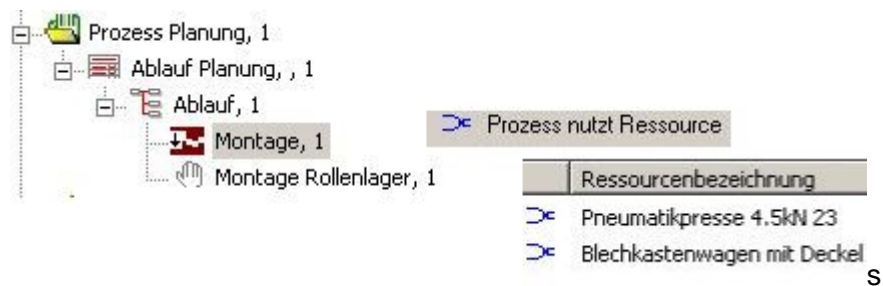 Prozess Planung, 1
Ablauf Planung, , 1
Ablauf, 1
Montage, 1
Montage Rollenlager, 1
Prozess nutzt Ressource
Ressourcenbezeichnung
Pneumatikpresse 4.5kN 23
Blechkastenwagen mit Deckel
s